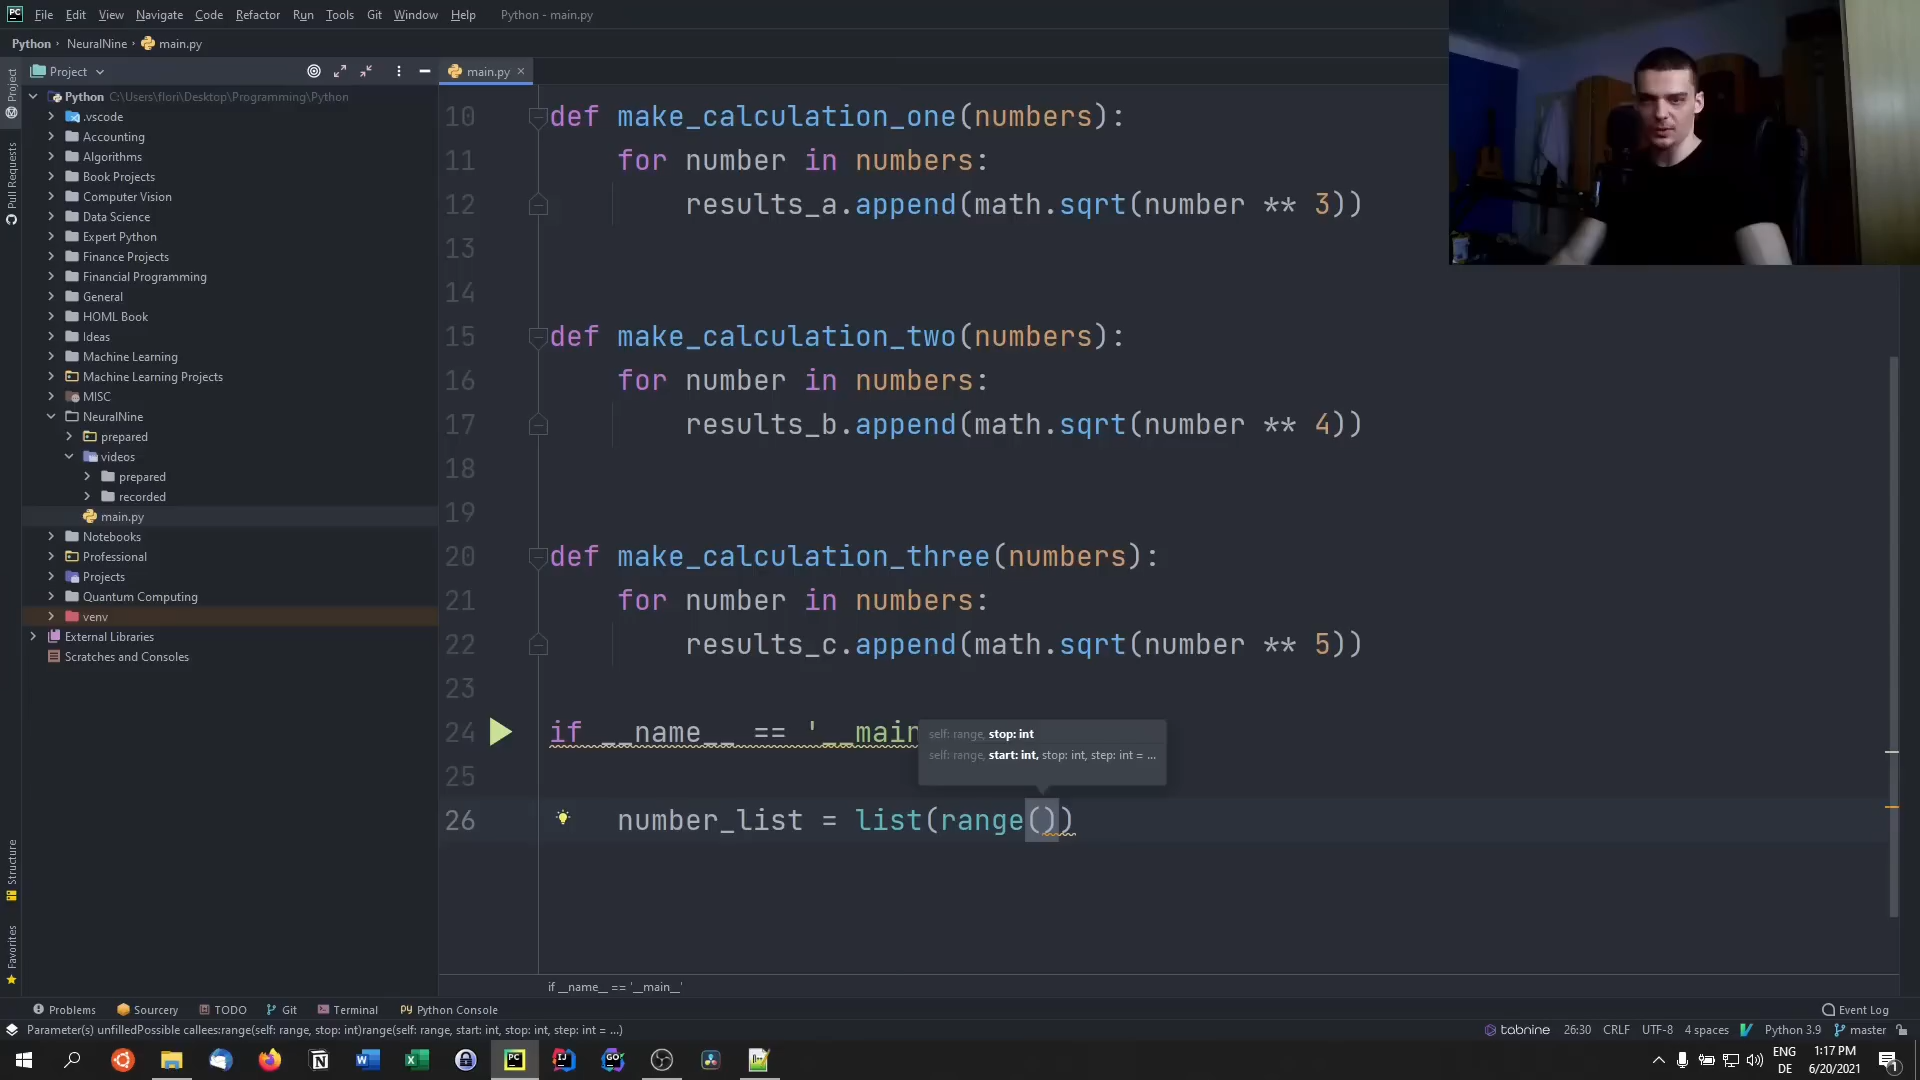 File Edit View Navigate Code Refactor Run Tools Git Window Help Python - main.py
Python NeuralNine main.py
Project
main.py
Python C:\Users\flori\Desktop\Programming\Python
.vscode
Accounting
Algorithms
Book Projects
Computer Vision
Data Science
Expert Python
Finance Projects
Financial Programming
General
HOML Book
Ideas
Machine Learning
Machine Learning Projects
MISC
NeuralNine
prepared
videos
prepared
recorded
main.py
Notebooks
Professional
Projects
Quantum Computing
venv
External Libraries
Scratches and Consoles
Project
Pull Requests
Structure
Favorites
10 def make_calculation_one(numbers):
11 for number in numbers:
12 results_a.append(math.sqrt(number ** 3))
13
14
15 def make_calculation_two(numbers):
16 for number in numbers:
17 results_b.append(math.sqrt(number ** 4))
18
19
20 def make_calculation_three(numbers):
21 for number in numbers:
22 results_c.append(math.sqrt(number ** 5))
23
24 if __name__ == '__main
self: range, stop: int
self: range, start: int, stop: int, step: int = ...
25
26 number_list = list(range())
if __name__ == '__main__'
Problems Sourcery TODO Git Terminal Python Console Event Log
Parameter(s) unfilledPossible callees:range(self: range, stop: int)range(self: range, start: int, stop: int, step: int = ...) tabnine 26:30 CRLF UTF-8 4 spaces Python 3.9 master
ENG
DE
1:17 PM
6/20/2021